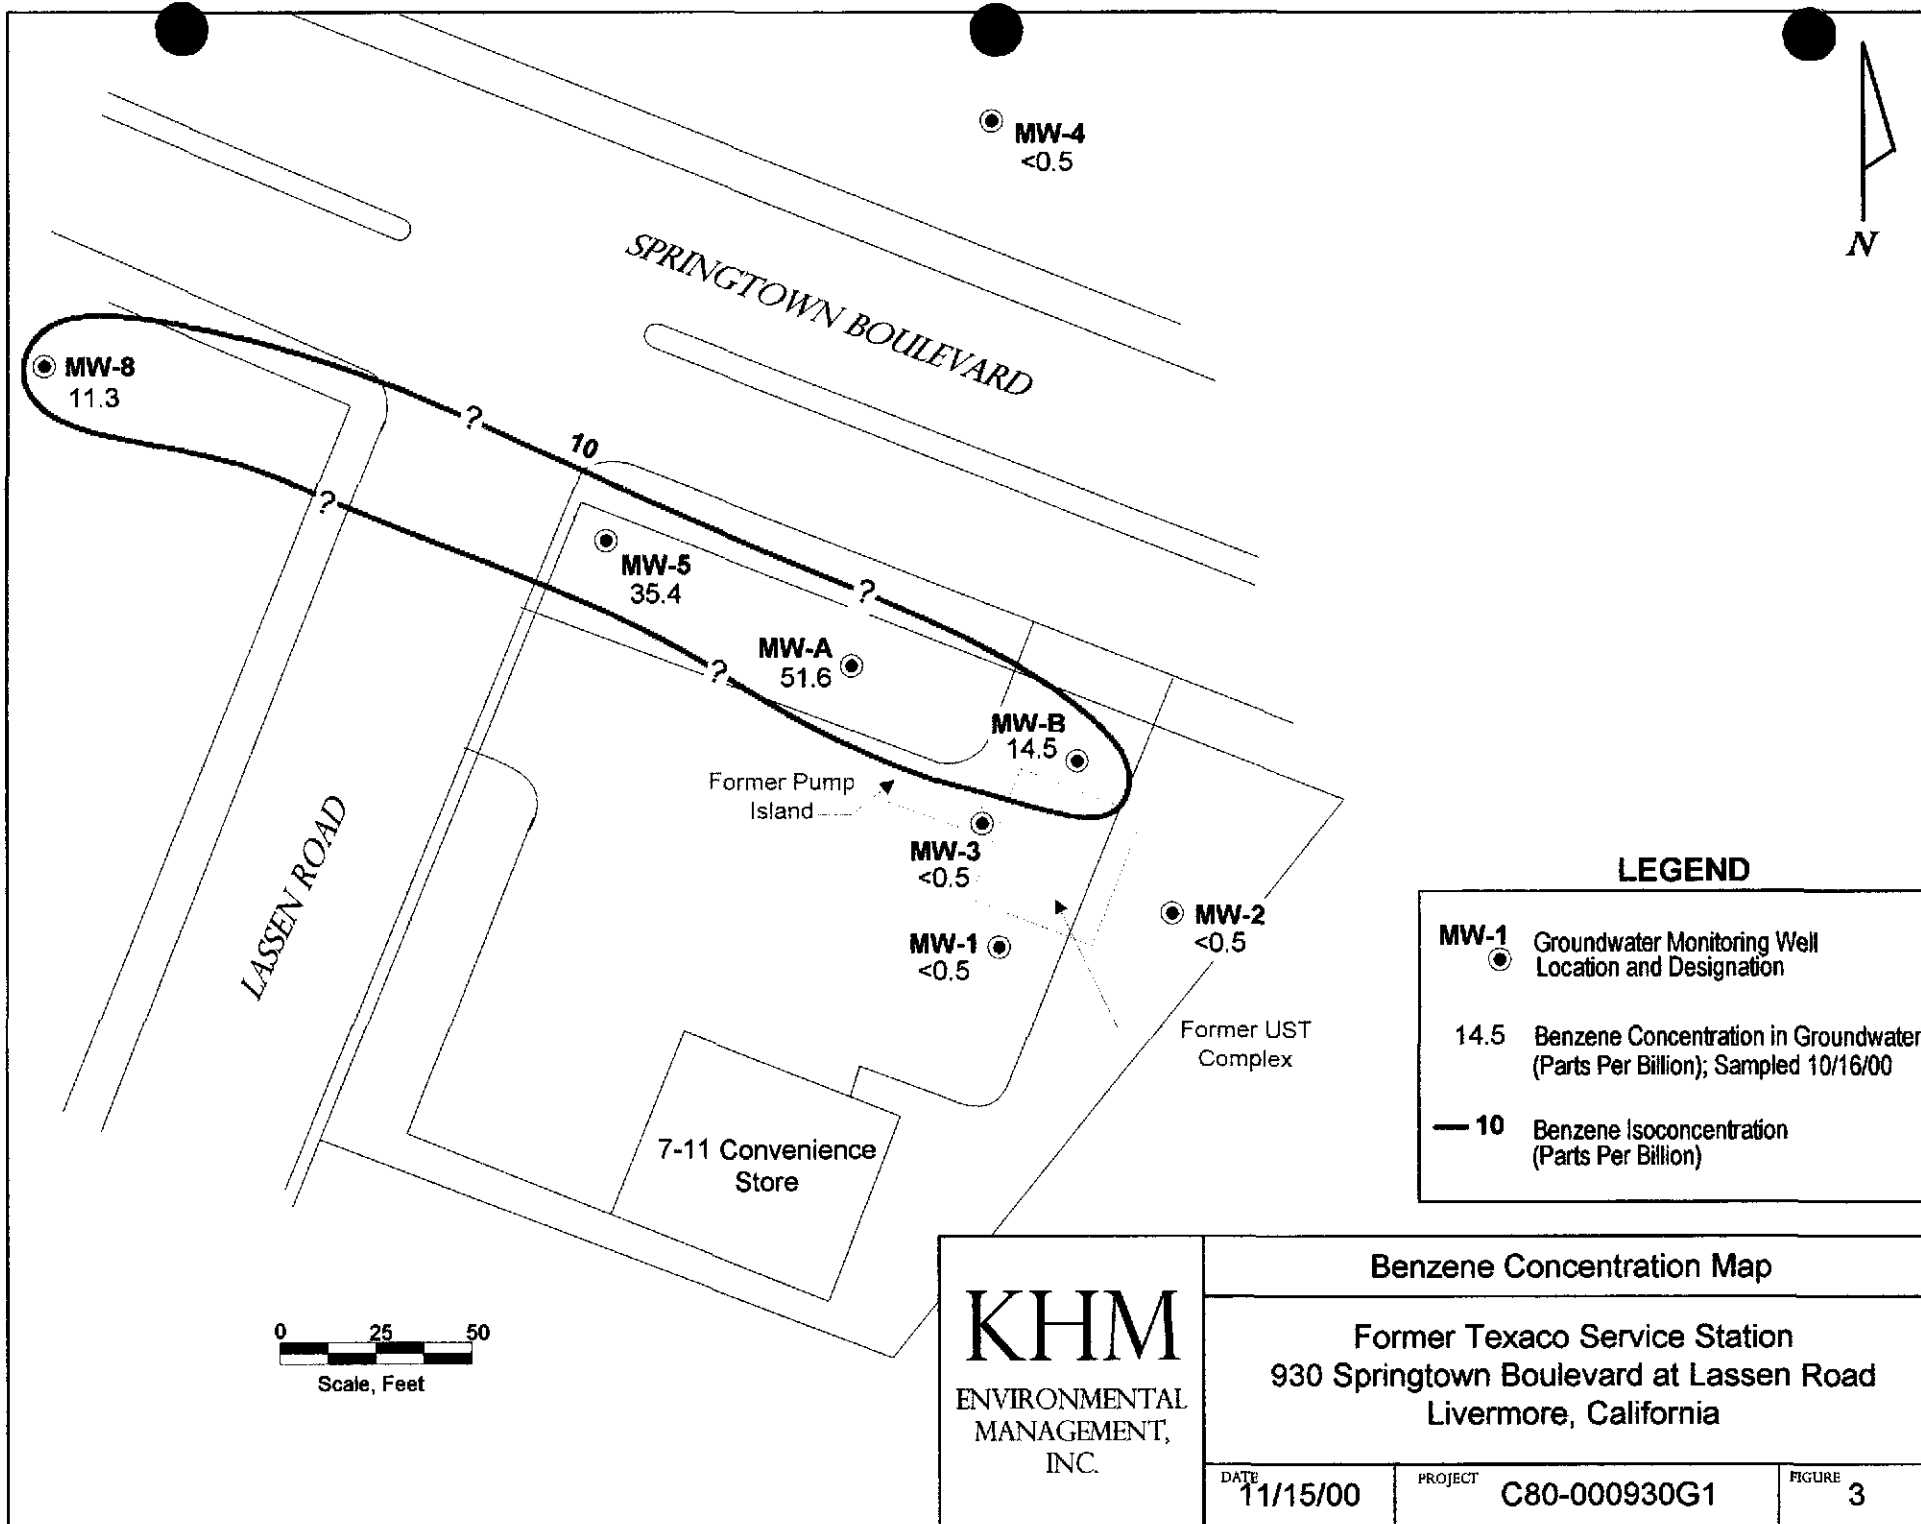 MW-4
<0.5
N
SPRINGTOWN BOULEVARD
MW-8
11.3
?
10
?
MW-5
35.4
?
MW-A
51.6
?
MW-B
14.5
Former Pump
Island
MW-3
<0.5
LASSEN ROAD
MW-2
<0.5
MW-1
<0.5
Former UST
Complex
7-11 Convenience
Store
LEGEND
MW-1
Groundwater Monitoring Well
Location and Designation
14.5
Benzene Concentration in Groundwater
(Parts Per Billion); Sampled 10/16/00
10
Benzene Isoconcentration
(Parts Per Billion)
0 25 50
Scale, Feet
KHM
ENVIRONMENTAL
MANAGEMENT,
INC.
Benzene Concentration Map
Former Texaco Service Station
930 Springtown Boulevard at Lassen Road
Livermore, California
DATE 11/15/00
PROJECT C80-000930G1
FIGURE 3